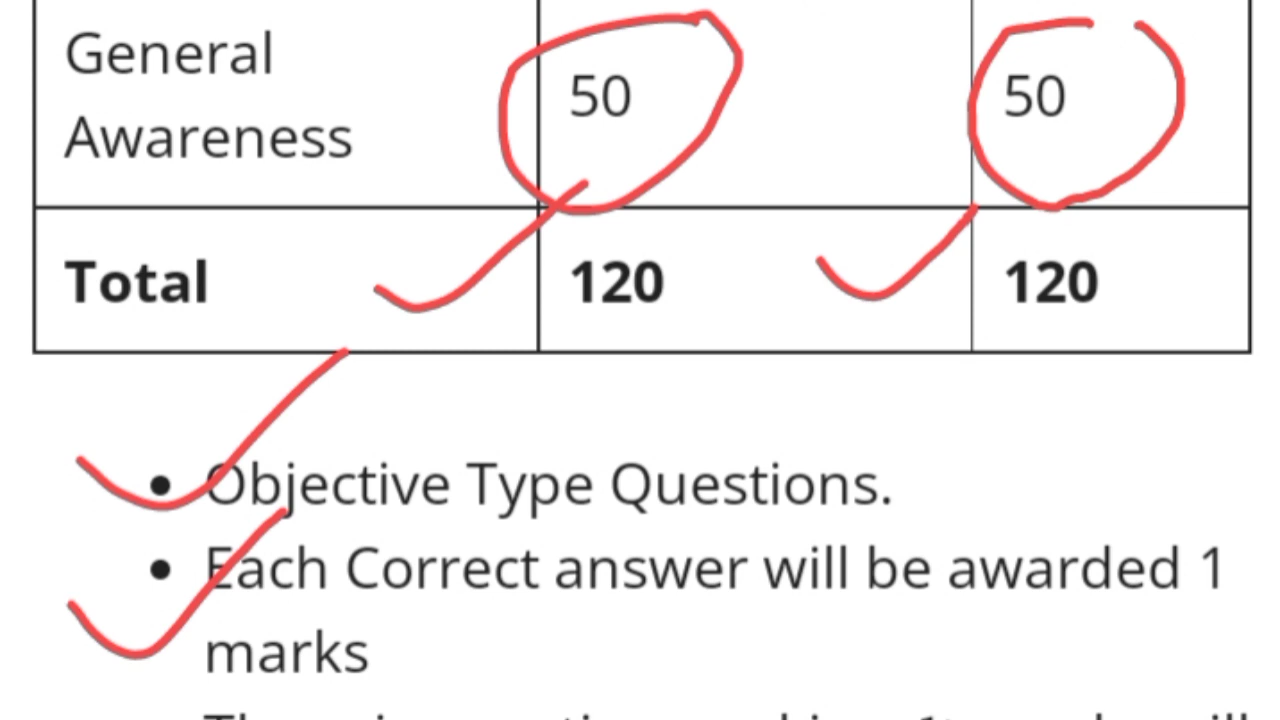 General
Awareness
50
50
Total
120
120
Objective Type Questions.
Each Correct answer will be awarded 1
marks